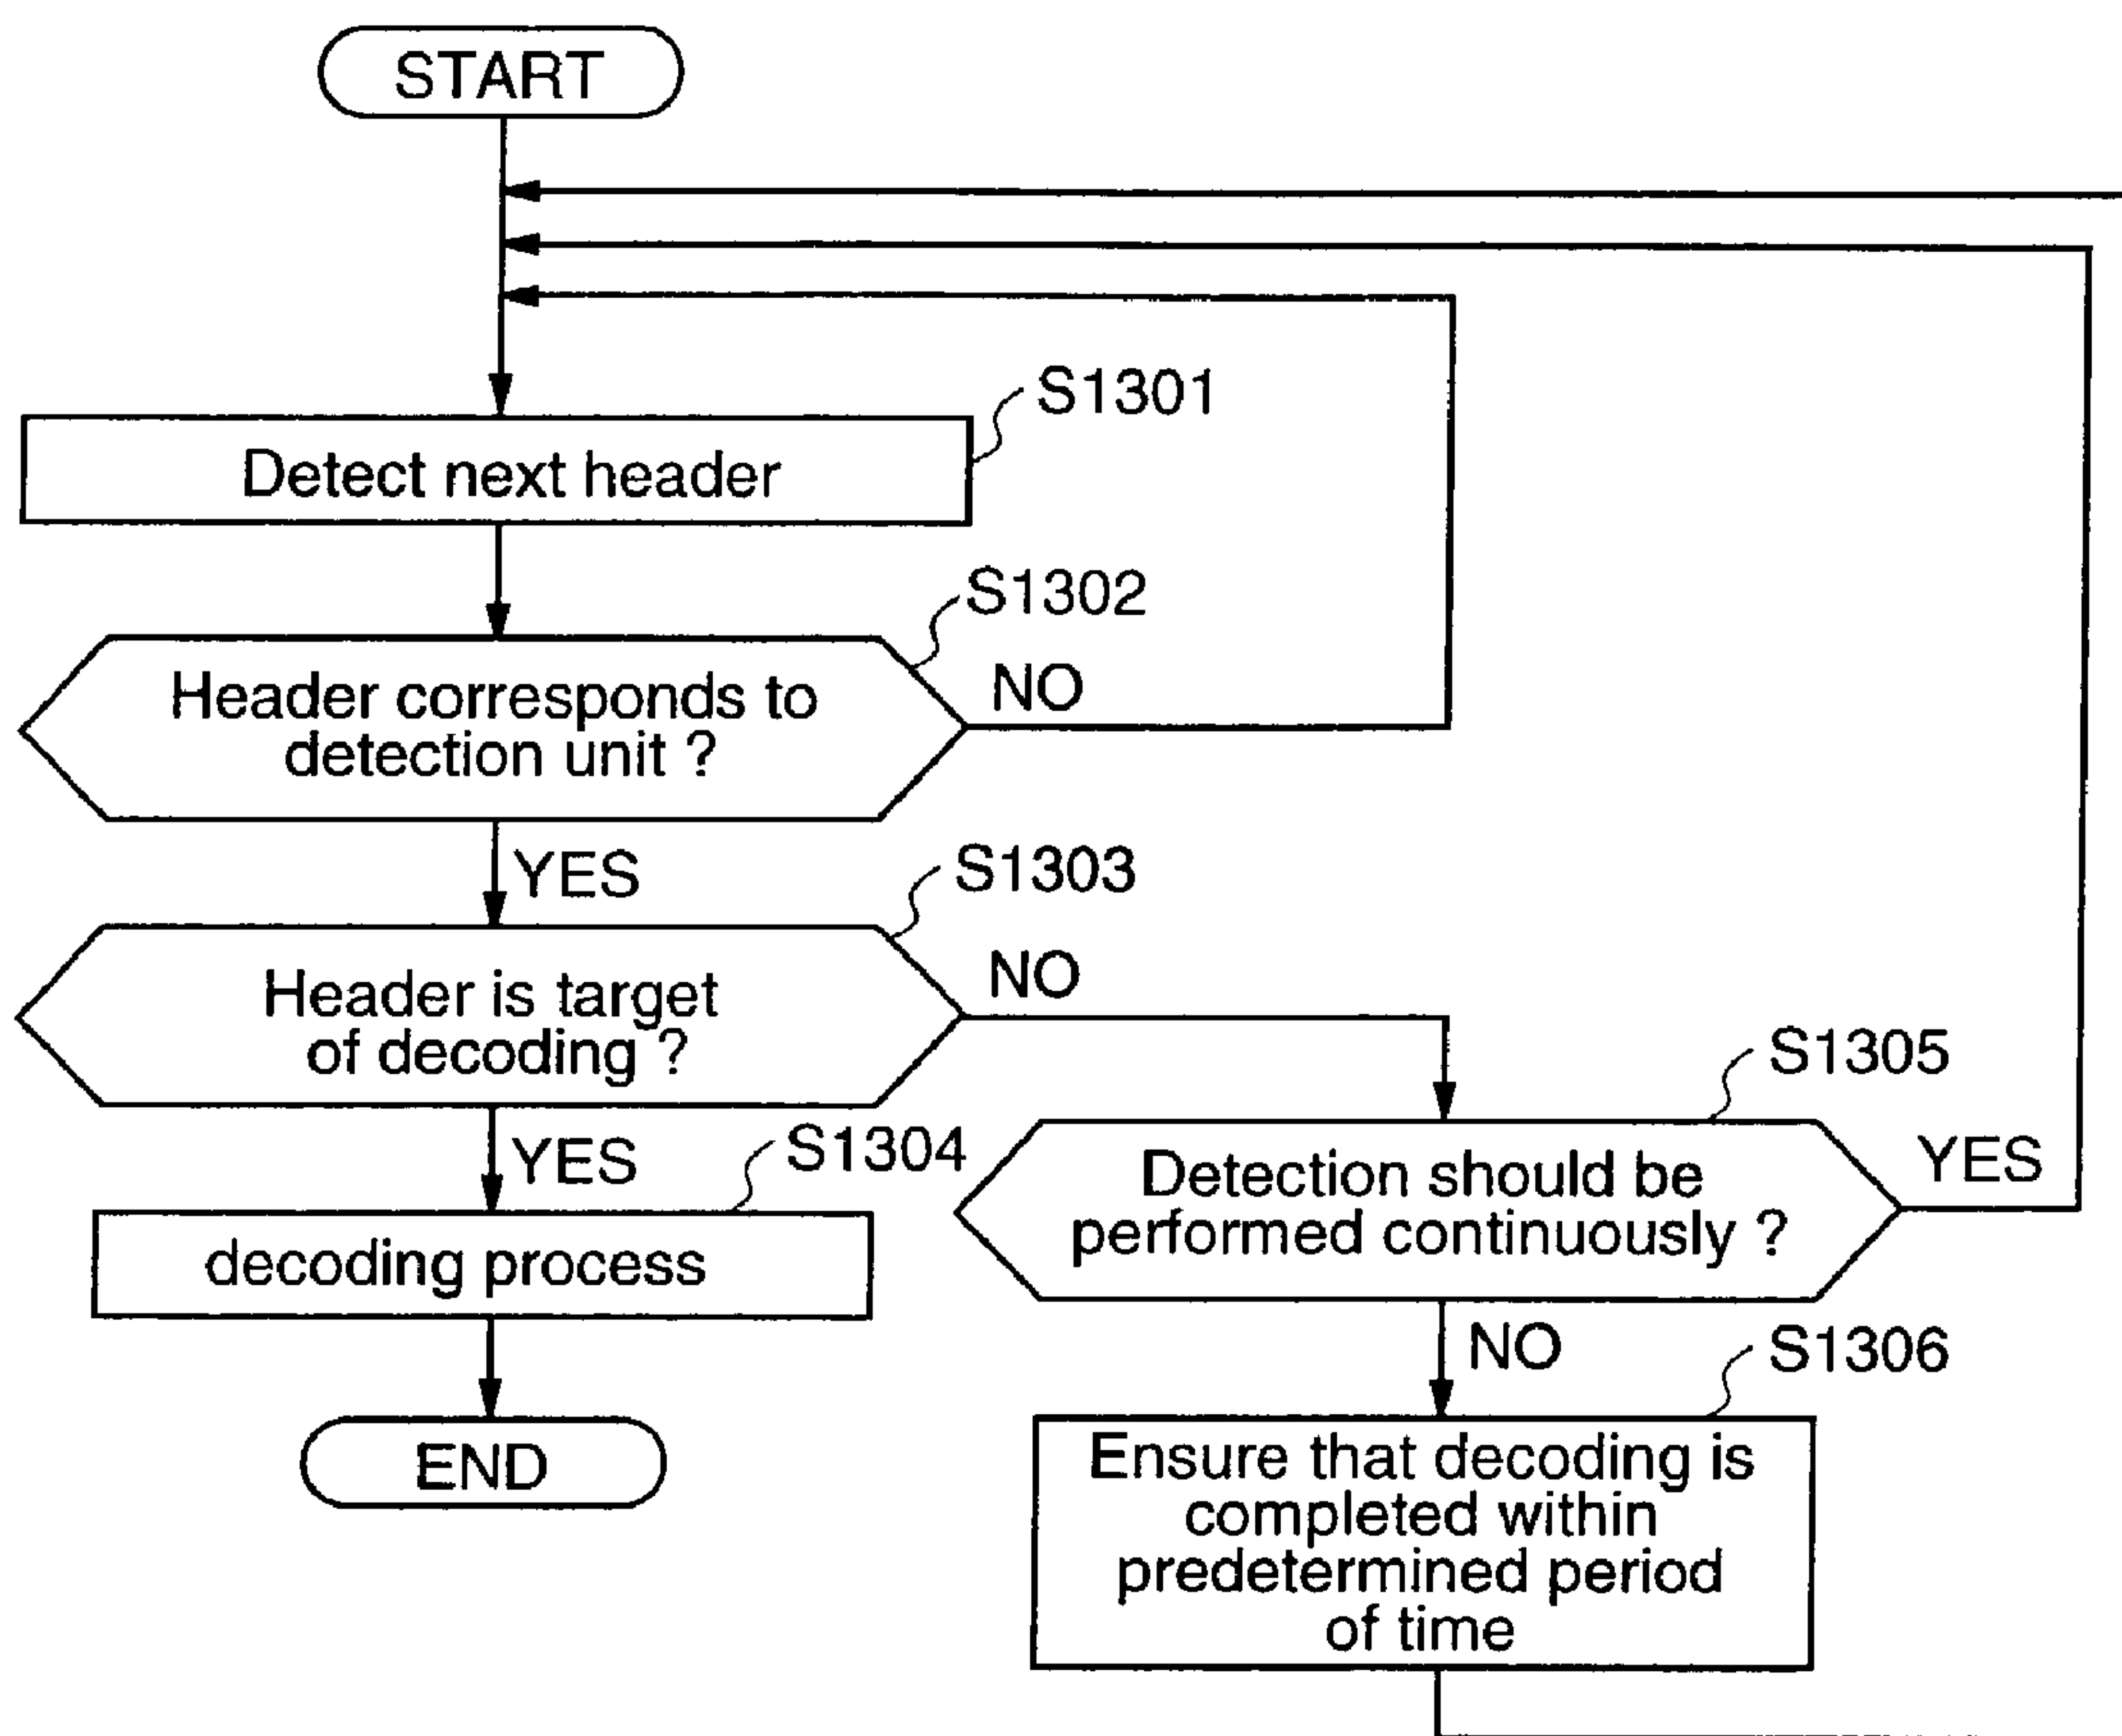 START
S1301
Detect next header
S1302
Header corresponds to
detection unit ?
NO
YES
S1303
Header is target
of decoding ?
NO
YES
S1304
decoding process
END
S1305
Detection should be
performed continuously ?
YES
NO
S1306
Ensure that decoding is
completed within
predetermined period
of time